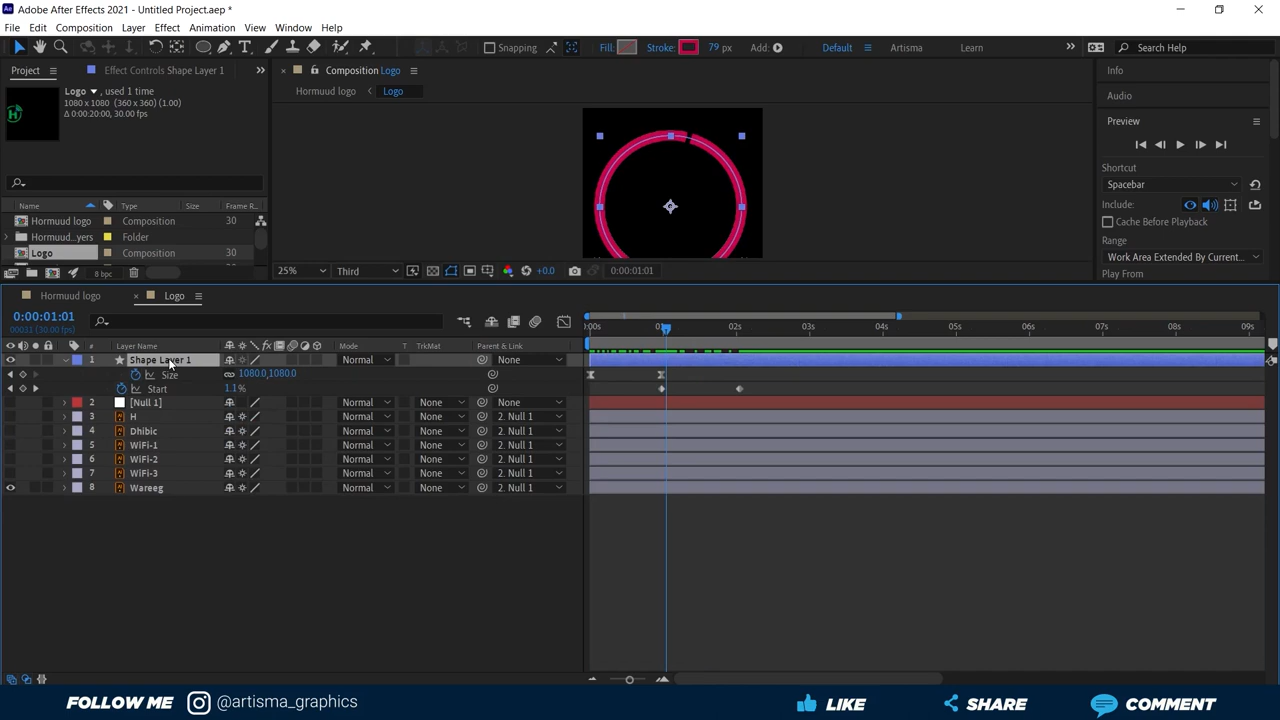 Adobe After Effects 2021 - Untitled Project.aep *
File Edit Composition Layer Effect Animation View Window Help
Snapping Fill: Stroke: 79 px Add: Default Artisma Learn Search Help
Project Effect Controls Shape Layer 1
Composition Logo
Info
Logo , used 1 time
1080 x 1080 (360 x 360) (1.00)
Δ 0:00:20:00, 30.00 fps
Hormuud logo Logo
Audio
Preview
Shortcut
Spacebar
Include:
Cache Before Playback
Range
Work Area Extended By Current...
Play From
Name Type Size Frame R...
Hormuud logo Composition 30
Hormuud...yers Folder
Logo Composition 30
8 bpc
25% Third +0.0 0:00:01:01
Hormuud logo Logo
0:00:01:01
00031 (30.00 fps)
:00s 01s 02s 03s 04s 05s 06s 07s 08s 09s
# Layer Name Mode T TrkMat Parent & Link
1 Shape Layer 1 Normal None
Size 1080.0,1080.0
Start 1.1%
2 [Null 1] Normal None None
3 H Normal None 2. Null 1
4 Dhibic Normal None 2. Null 1
5 WiFi-1 Normal None 2. Null 1
6 WiFi-2 Normal None 2. Null 1
7 WiFi-3 Normal None 2. Null 1
8 Wareeg Normal None 2. Null 1
FOLLOW ME @artisma_graphics LIKE SHARE COMMENT